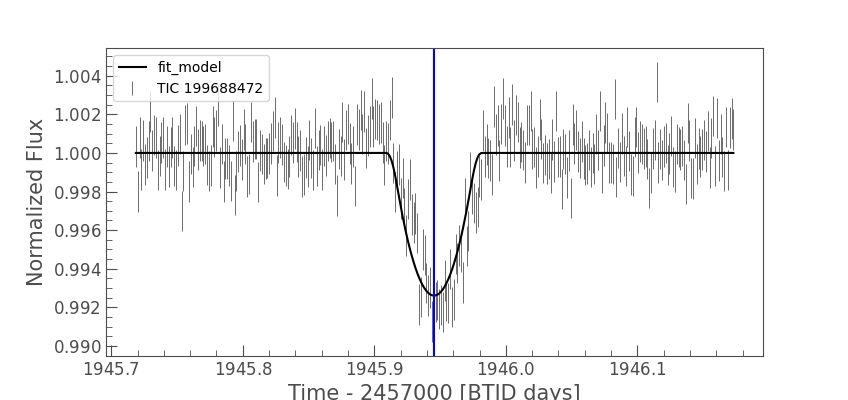 fit_model
TIC 199688472
Normalized Flux
1.004
1.002
1.000
0.998
0.996
0.994
0.992
0.990
1945.7 1945.8 1945.9 1946.0 1946.1
Time - 2457000 [BTJD days]